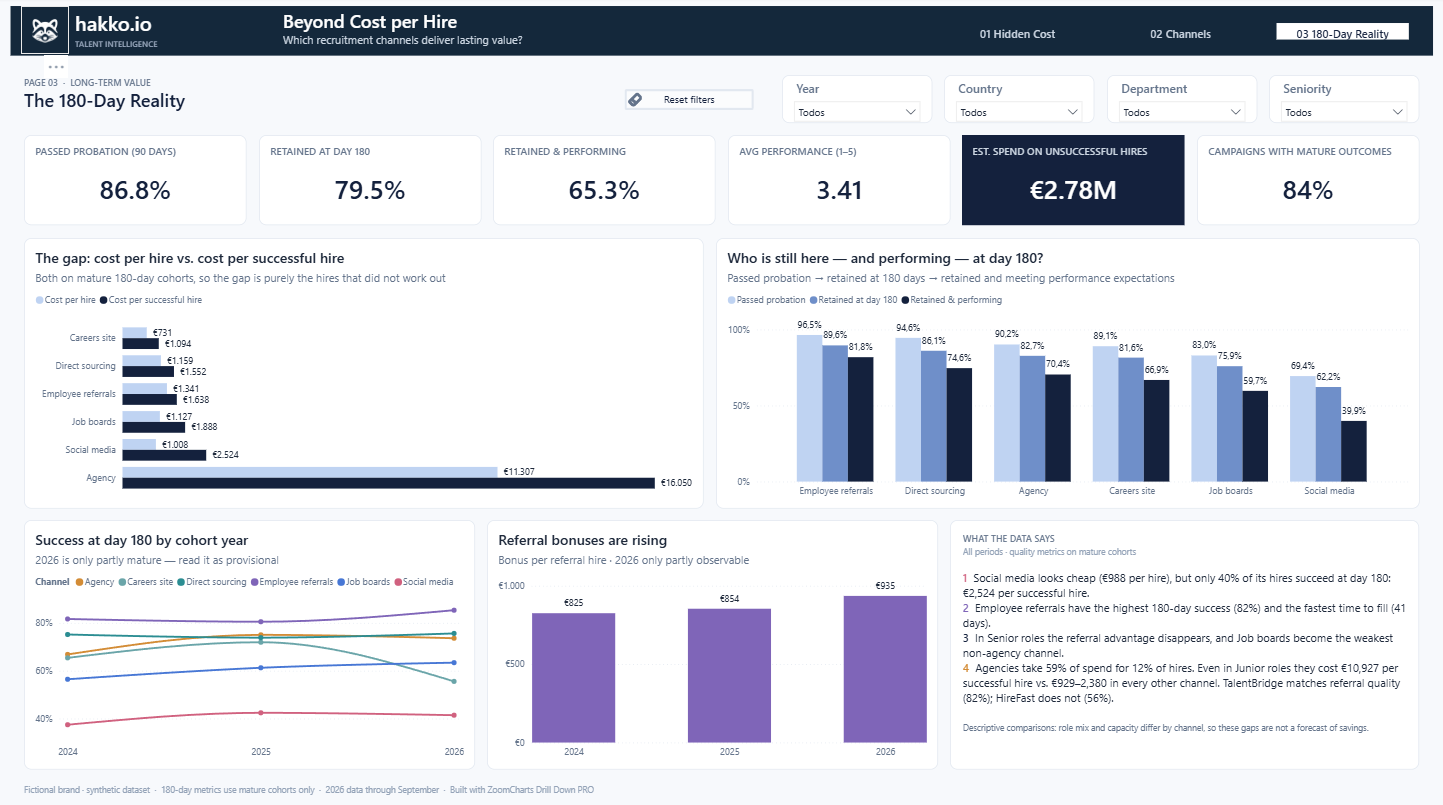 hakko.io
TALENT INTELLIGENCE
Beyond Cost per Hire
Which recruitment channels deliver lasting value?
01 Hidden Cost
02 Channels
03 180-Day Reality
PAGE 03 · LONG-TERM VALUE
The 180-Day Reality
Reset filters
Year
Todos
Country
Todos
Department
Todos
Seniority
Todos
PASSED PROBATION (90 DAYS)
86.8%
RETAINED AT DAY 180
79.5%
RETAINED & PERFORMING
65.3%
AVG PERFORMANCE (1–5)
3.41
EST. SPEND ON UNSUCCESSFUL HIRES
€2.78M
CAMPAIGNS WITH MATURE OUTCOMES
84%
The gap: cost per hire vs. cost per successful hire
Both on mature 180-day cohorts, so the gap is purely the hires that did not work out
Cost per hire Cost per successful hire
Careers site
€731
€1.094
Direct sourcing
€1.159
€1.552
Employee referrals
€1.341
€1.638
Job boards
€1.127
€1.888
Social media
€1.008
€2.524
Agency
€11.307
€16.050
Who is still here — and performing — at day 180?
Passed probation → retained at 180 days → retained and meeting performance expectations
Passed probation Retained at day 180 Retained & performing
100%
50%
0%
96,5%
89,6%
81,8%
94,6%
86,1%
74,6%
90,2%
82,7%
70,4%
89,1%
81,6%
66,9%
83,0%
75,9%
59,7%
69,4%
62,2%
39,9%
Employee referrals
Direct sourcing
Agency
Careers site
Job boards
Social media
Success at day 180 by cohort year
2026 is only partly mature — read it as provisional
Channel Agency Careers site Direct sourcing Employee referrals Job boards Social media
80%
60%
40%
2024
2025
2026
Referral bonuses are rising
Bonus per referral hire · 2026 only partly observable
€1.000
€500
€0
€825
€854
€935
2024
2025
2026
WHAT THE DATA SAYS
All periods · quality metrics on mature cohorts
1 Social media looks cheap (€988 per hire), but only 40% of its hires succeed at day 180:
€2,524 per successful hire.
2 Employee referrals have the highest 180-day success (82%) and the fastest time to fill (41
days).
3 In Senior roles the referral advantage disappears, and Job boards become the weakest
non-agency channel.
4 Agencies take 59% of spend for 12% of hires. Even in Junior roles they cost €10,927 per
successful hire vs. €929–2,380 in every other channel. TalentBridge matches referral quality
(82%); HireFast does not (56%).
Descriptive comparisons: role mix and capacity differ by channel, so these gaps are not a forecast of savings.
Fictional brand · synthetic dataset · 180-day metrics use mature cohorts only · 2026 data through September · Built with ZoomCharts Drill Down PRO